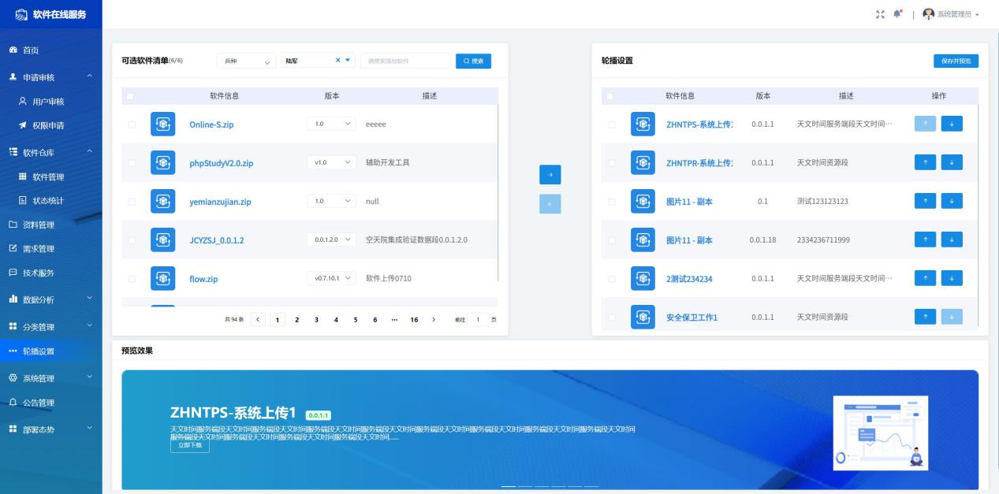 软件在线服务
系统管理员
首页
申请审核
用户审核
权限申请
软件仓库
软件管理
状态统计
资料管理
需求管理
技术服务
数据分析
分类管理
轮播设置
系统管理
公告管理
部署态势
可选软件清单(6/6) 兵种 陆军 请搜索添加软件 搜索
软件信息 版本 描述
Online-S.zip 1.0 eeeee
phpStudyV2.0.zip v1.0 辅助开发工具
yemianzujian.zip 1.0 null
JCYZSJ_0.0.1.2 0.0.1.2.0 空天院集成验证数据段0.0.1.2.0
flow.zip v0.7.10.1 软件上传0710
共 94 条 1 2 3 4 5 6 ··· 16 前往 1 页
轮播设置 保存并预览
软件信息 版本 描述 操作
ZHNTPS-系统上传1 0.0.1.1 天文时间服务端段天文时间···
ZHNTPR-系统上传1 0.0.1.1 天文时间资源段
图片11 - 副本 0.1 测试123123123
图片11 - 副本 0.0.1.18 2334236711999
2测试234234 0.0.1.1 天文时间服务端段天文时间···
安全保卫工作1 0.0.1.1 天文时间资源段
预览效果
ZHNTPS-系统上传1 0.0.1.1
天文时间服务端段天文时间服务端段天文时间服务端段天文时间服务端段天文时间服务端段天文时间服务端段天文时间服务端段天文时间
服务端段天文时间服务端段天文时间服务端段天文时间服务端段天文时间......
立即下载